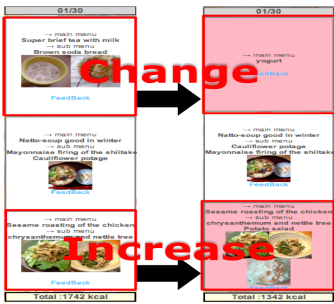 01/30
→ main menu
Super brief tea with milk
→ sub menu
Brown soda bread
FeedBack
→ main menu
Natto-soup good in winter
→ sub menu
Mayonnaise firing of the shiitake
Cauliflower potage
FeedBack
→ main menu
Sesame roasting of the chicken
→ sub menu
chrysanthemum and nettle tree
FeedBack
Total :1742 kcal
Change
Increase
01/30
→ main menu
yogurt
FeedBack
→ main menu
Natto-soup good in winter
→ sub menu
Cauliflower potage
Mayonnaise firing of the shiitake
FeedBack
→ main menu
Sesame roasting of the chicken
→ sub menu
chrysanthemum and nettle tree
Potato salad
FeedBack
Total :1342 kcal